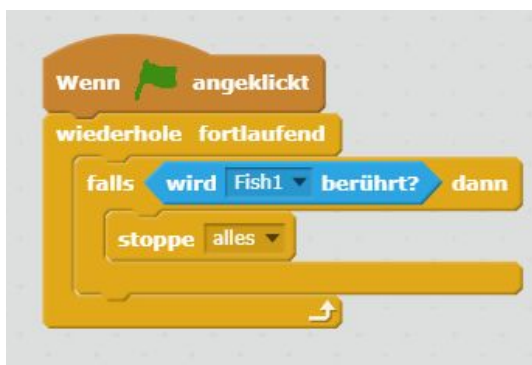 Wenn angeklickt
wiederhole fortlaufend
falls wird Fish1 berührt? dann
stoppe alles